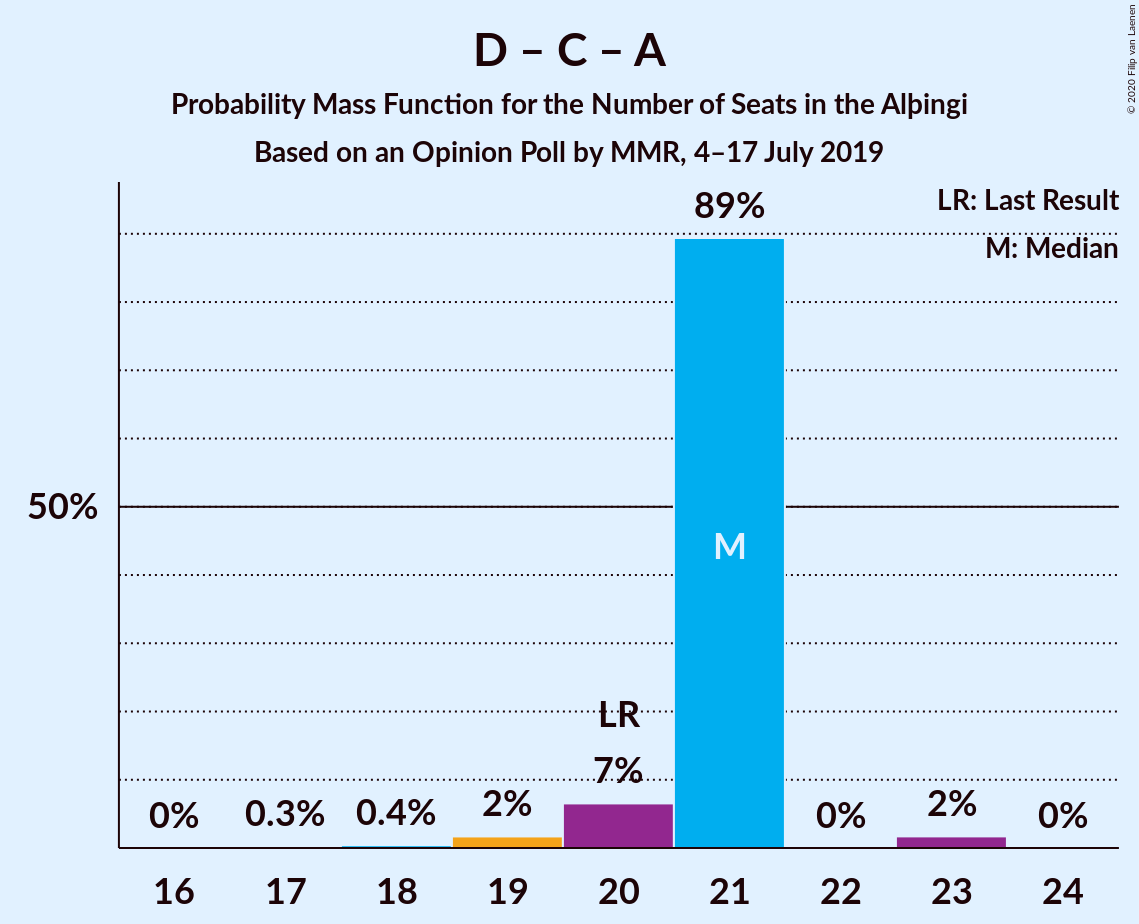 D – C – A
Probability Mass Function for the Number of Seats in the Alþingi
Based on an Opinion Poll by MMR, 4–17 July 2019
© 2020 Filip van Laenen
LR: Last Result
M: Median
89%
50%
M
LR
7%
0%
0.3%
0.4%
2%
0%
2%
0%
16
17
18
19
20
21
22
23
24